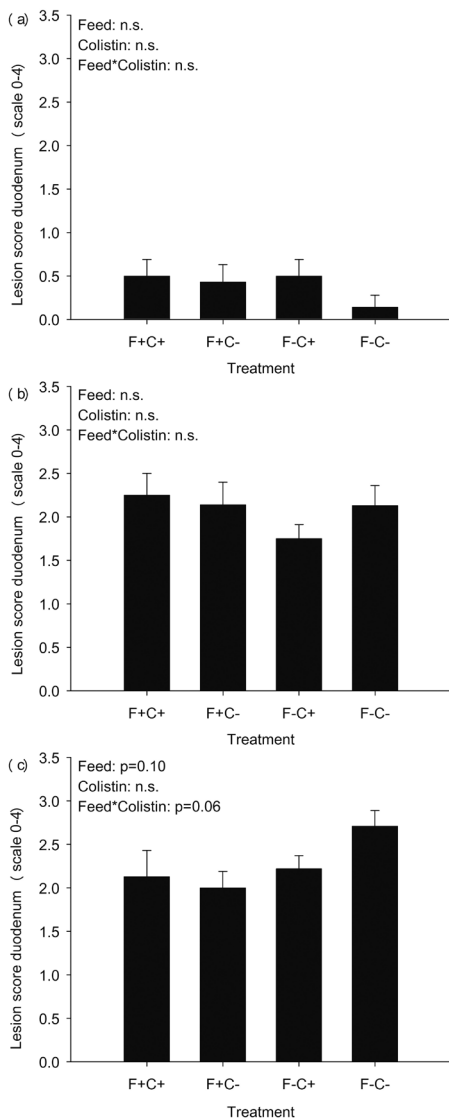 ( a )
Feed: n.s.
Colistin: n.s.
Feed*Colistin: n.s.
Lesion score duodenum ( scale 0-4)
3.5
3.0
2.5
2.0
1.5
1.0
0.5
0.0
F+C+ F+C- F-C+ F-C-
Treatment
(b)
Feed: n.s.
Colistin: n.s.
Feed*Colistin: n.s.
Lesion score duodenum ( scale 0-4)
3.5
3.0
2.5
2.0
1.5
1.0
0.5
0.0
F+C+ F+C- F-C+ F-C-
Treatment
(c)
Feed: p=0.10
Colistin: n.s.
Feed*Colistin: p=0.06
Lesion score duodenum ( scale 0-4)
3.5
3.0
2.5
2.0
1.5
1.0
0.5
0.0
F+C+ F+C- F-C+ F-C-
Treatment